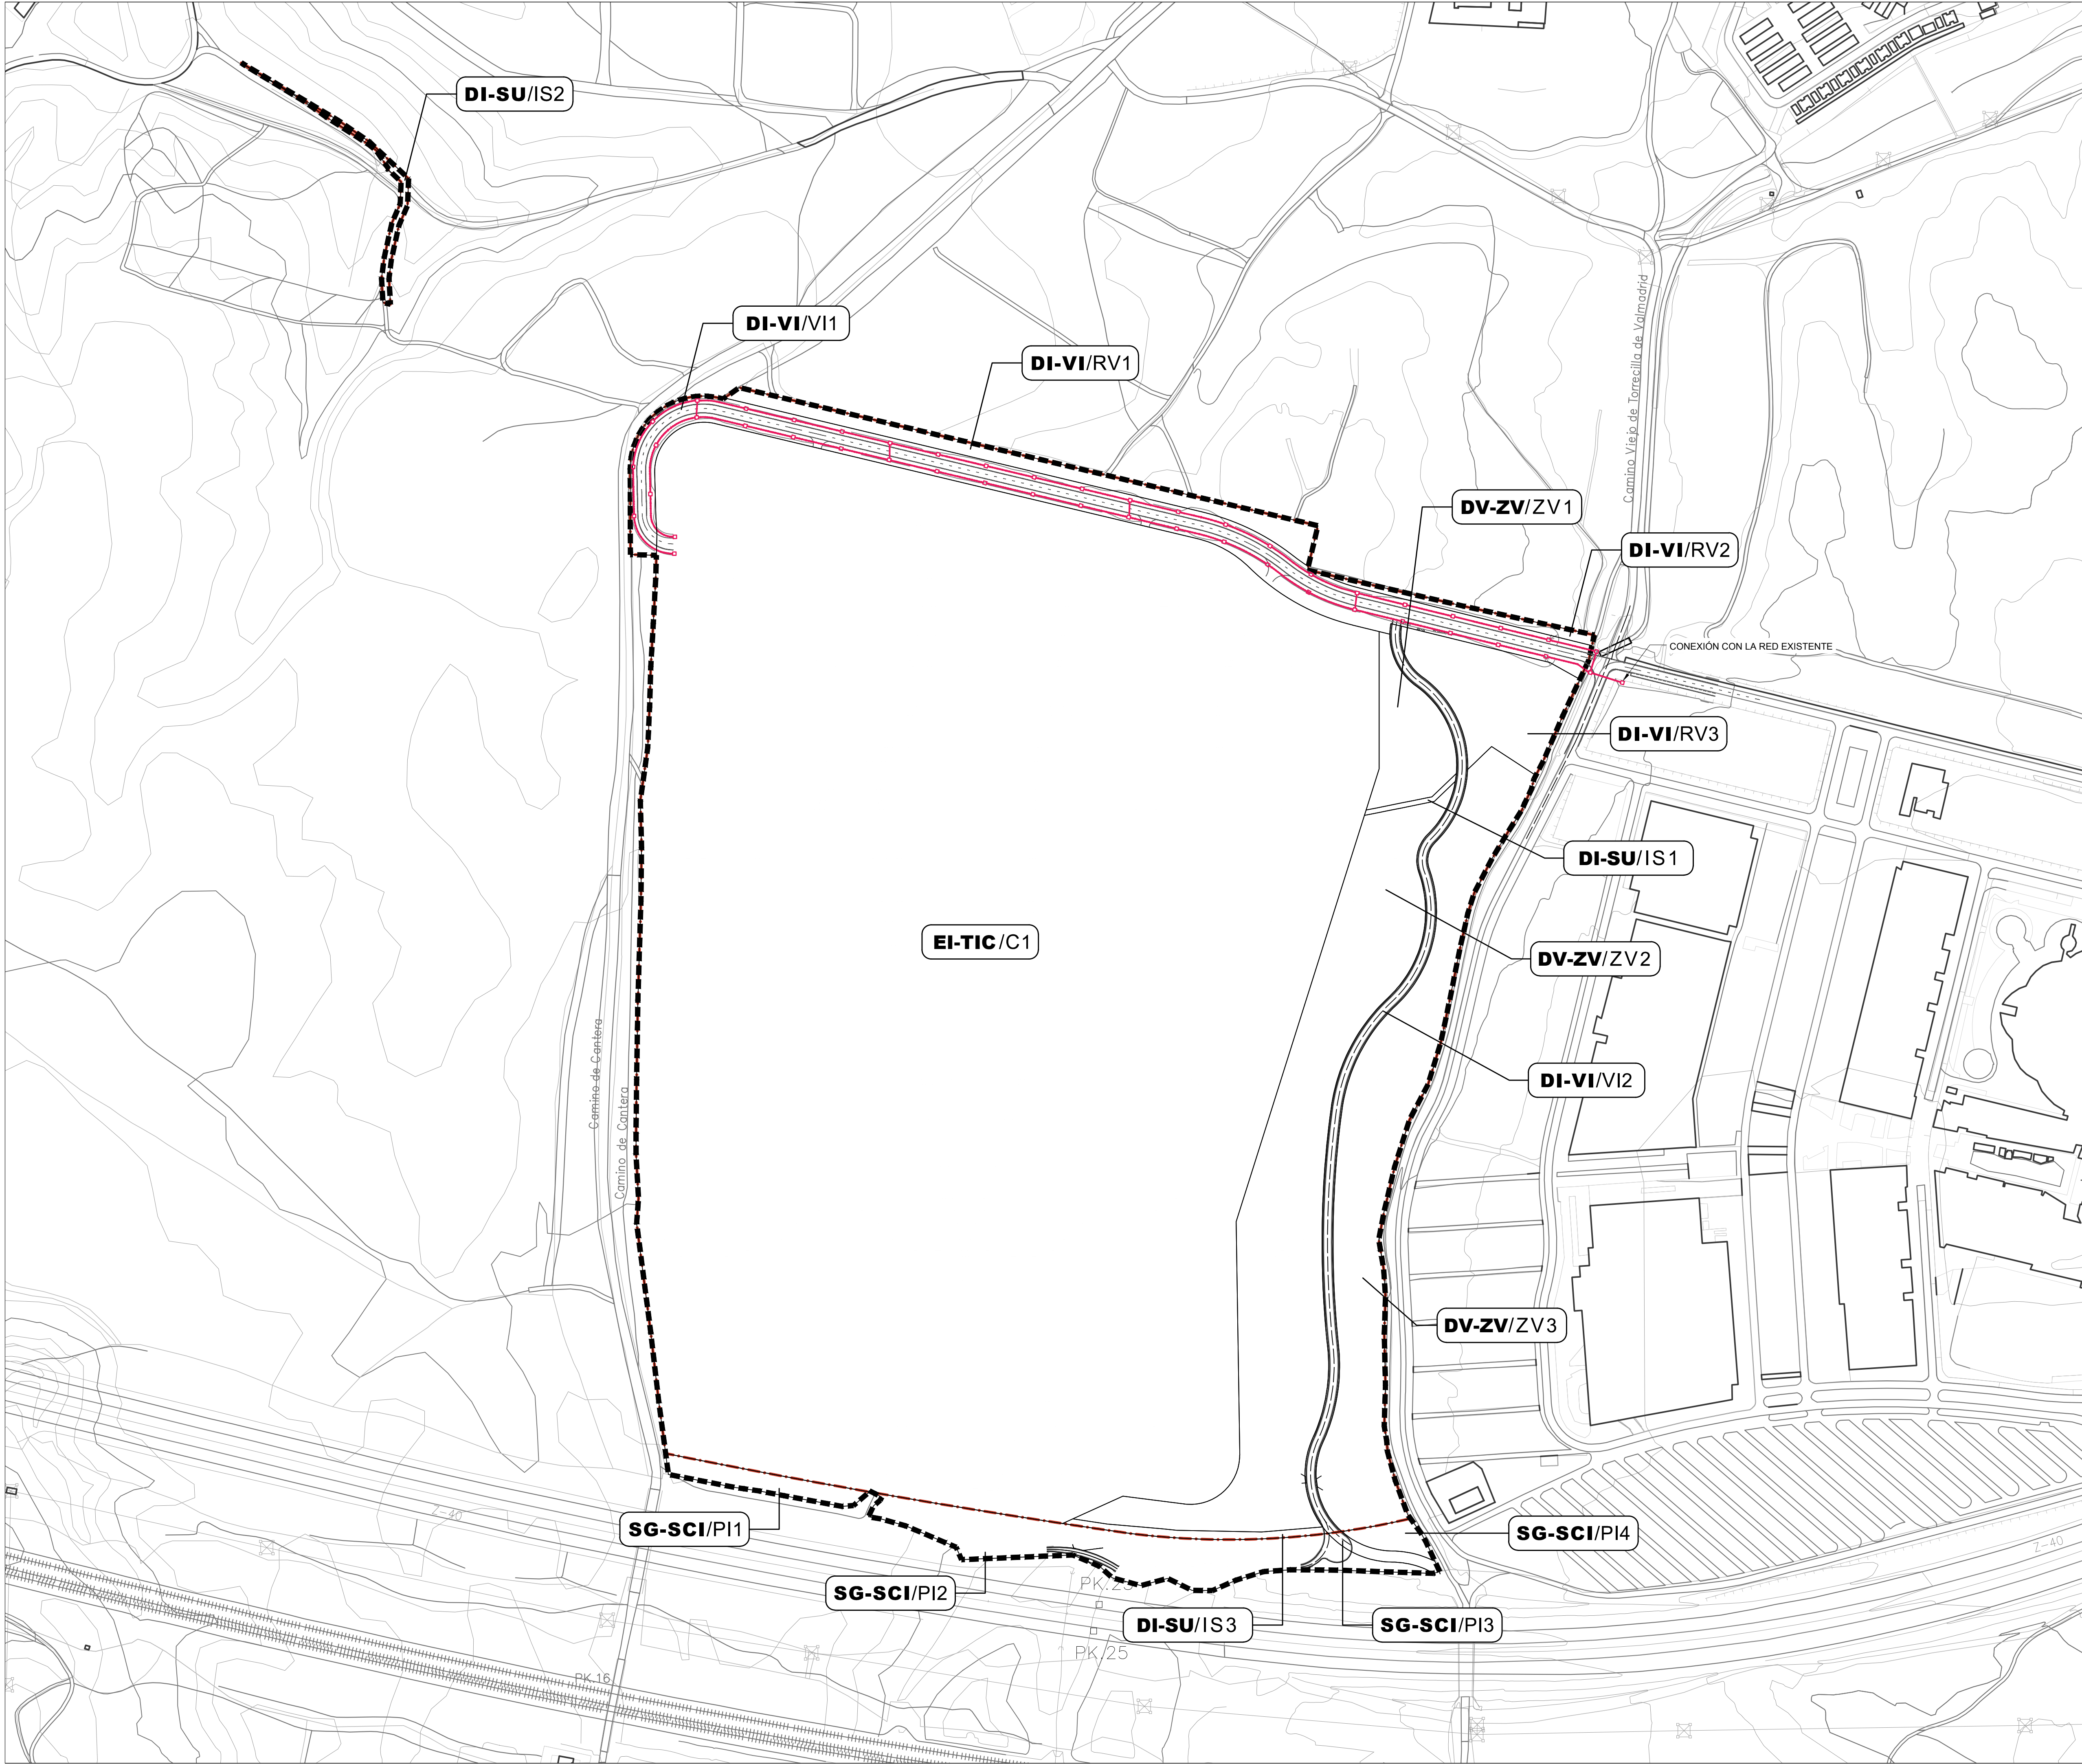 DI-SU/IS2
DI-VI/VI1
DI-VI/RV1
Camino Viejo de Torrecilla de Valmadrid
DV-ZV/ZV1
DI-VI/RV2
CONEXIÓN CON LA RED EXISTENTE
DI-VI/RV3
DI-SU/IS1
EI-TIC/C1
DV-ZV/ZV2
Camino de Cantera
Camino de Cantera
DI-VI/VI2
DV-ZV/ZV3
Z-40
SG-SCI/PI1
SG-SCI/PI4
Z-40
SG-SCI/PI2
DI-SU/IS3
SG-SCI/PI3
PK.25
PK.16